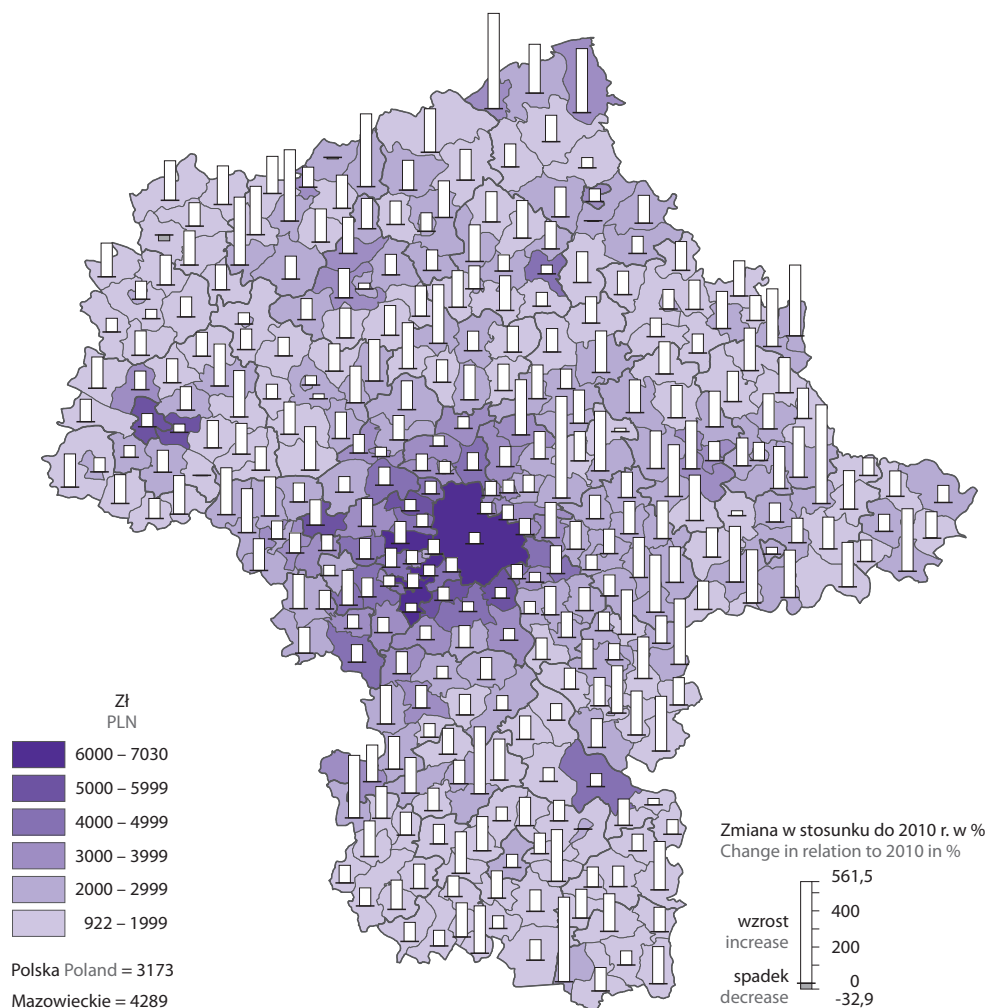 Zł
PLN
6000 – 7030
5000 – 5999
4000 – 4999
3000 – 3999
2000 – 2999
922 – 1999
Polska Poland = 3173
Mazowieckie = 4289
Zmiana w stosunku do 2010 r. w %
Change in relation to 2010 in %
561,5
400
wzrost
increase
200
spadek
decrease
0
-32,9